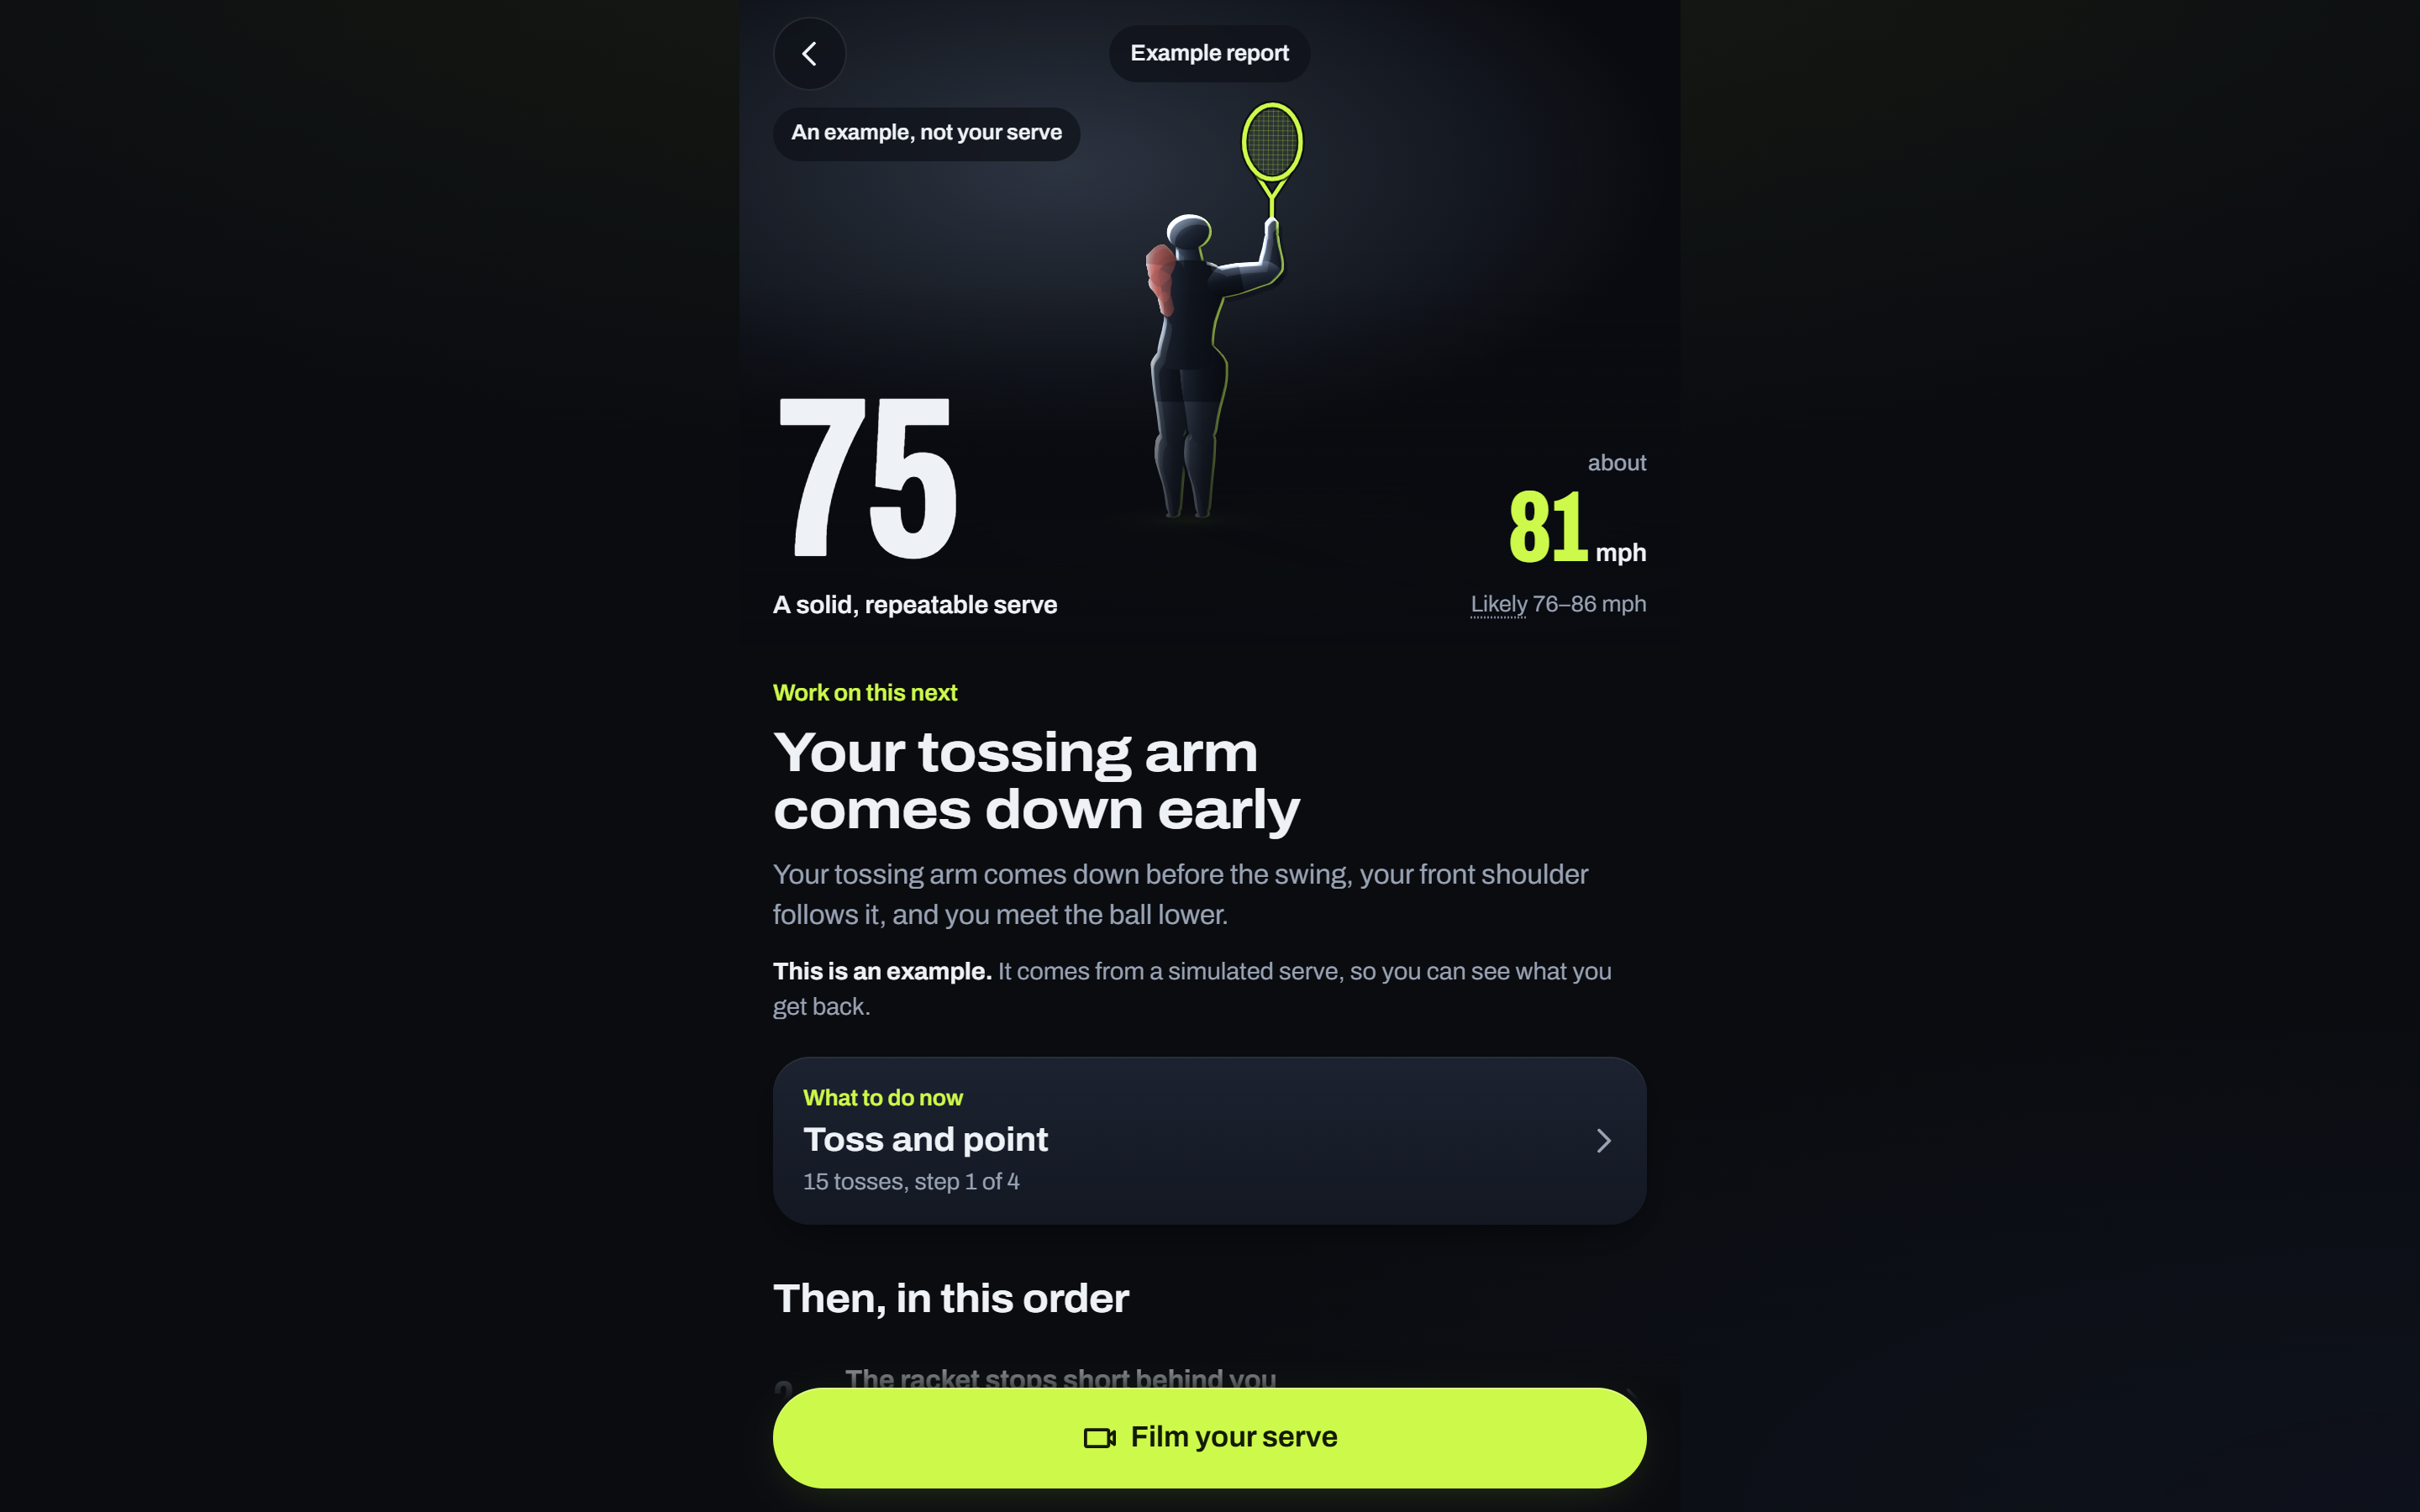 Example report
An example, not your serve
75
A solid, repeatable serve
about
81 mph
Likely 76–86 mph
Work on this next
Your tossing arm
comes down early
Your tossing arm comes down before the swing, your front shoulder
follows it, and you meet the ball lower.
This is an example. It comes from a simulated serve, so you can see what you
get back.
What to do now
Toss and point
15 tosses, step 1 of 4
Then, in this order
The racket stops short behind you
Film your serve